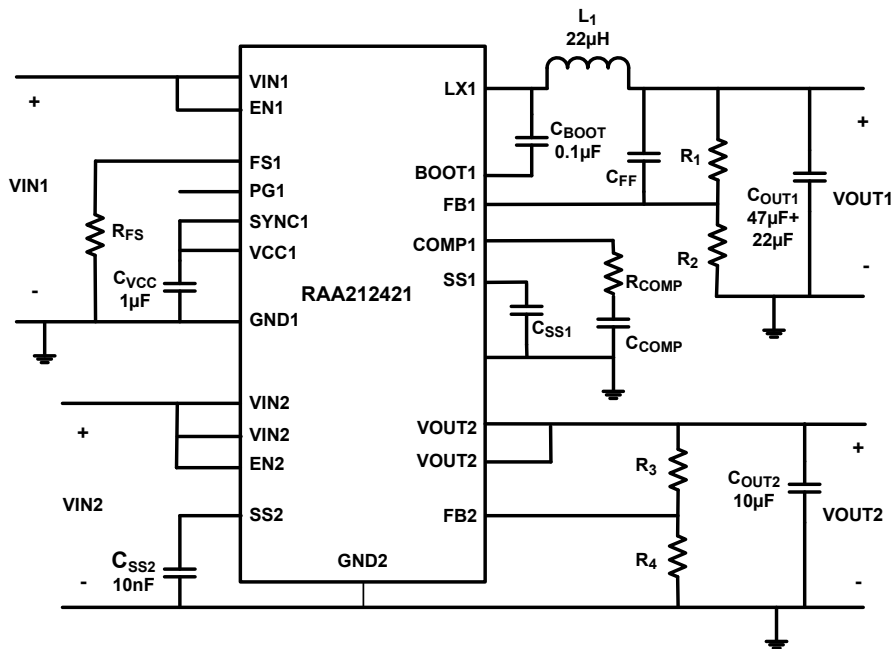 L1
22µH
VIN1
EN1
LX1
+
CBOOT
0.1µF
+
FS1
BOOT1
R1
VIN1
PG1
CFF
COUT1
47µF+
22µF
VOUT1
SYNC1
FB1
RFS
VCC1
COMP1
R2
CVCC
1µF
RAA212421
SS1
RCOMP
-
-
GND1
CSS1
CCOMP
VIN2
+
VIN2
VOUT2
+
EN2
VOUT2
R3
COUT2
10µF
VIN2
SS2
FB2
VOUT2
CSS2
10nF
GND2
R4
-
-